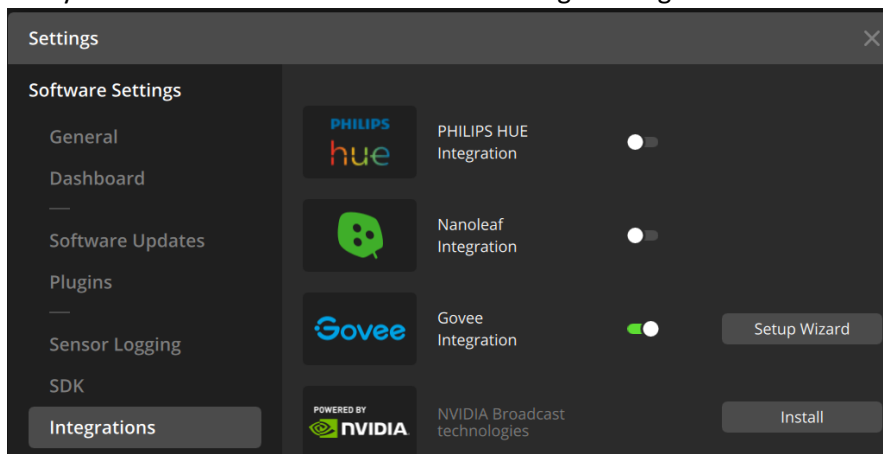 Settings
Software Settings
General
Dashboard
Software Updates
Plugins
Sensor Logging
SDK
Integrations
PHILIPS
hue
PHILIPS HUE
Integration
Nanoleaf
Integration
Govee
Govee
Integration
Setup Wizard
POWERED BY
NVIDIA
NVIDIA Broadcast
technologies
Install